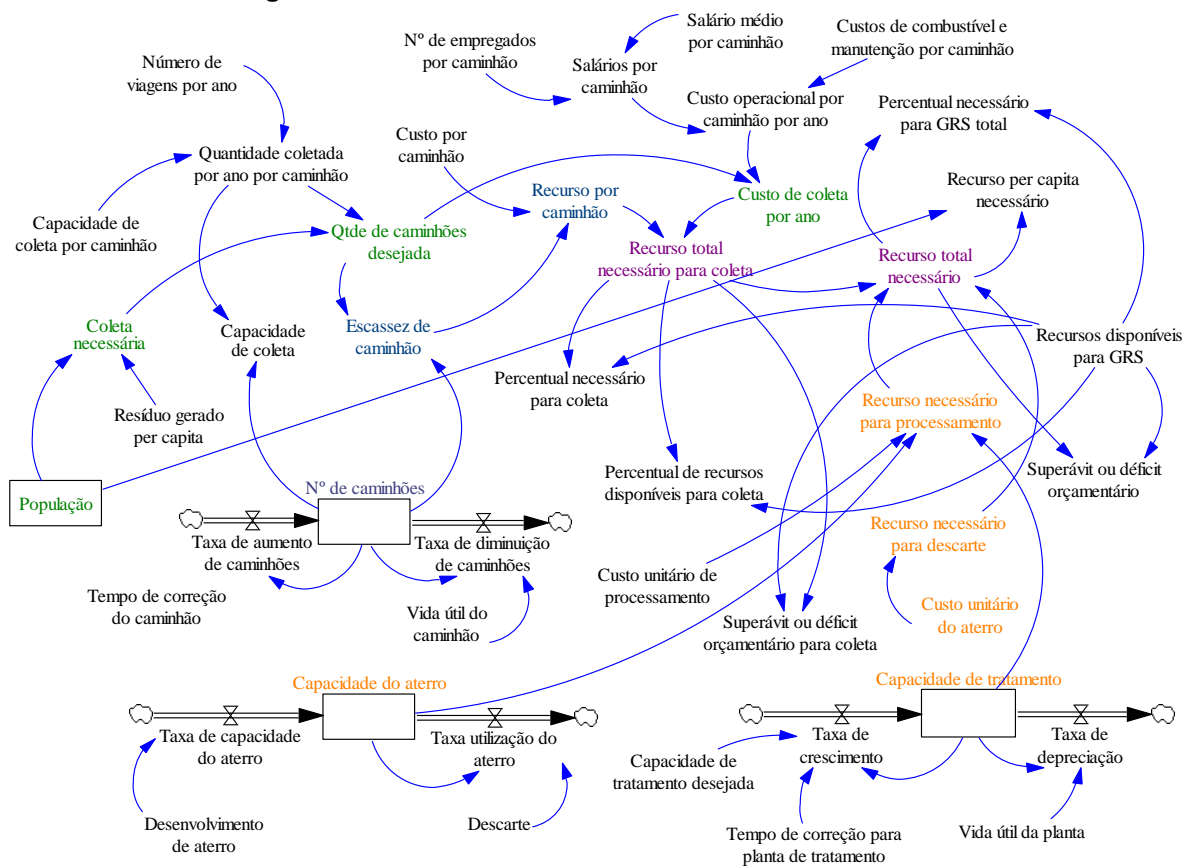 Salário médio
por caminhão
Custos de combustível e
manutenção por caminhão
Nº de empregados
por caminhão
Número de
viagens por ano
Salários por
caminhão
Custo operacional por
caminhão por ano
Percentual necessário
para GRS total
Custo por
caminhão
Quantidade coletada
por ano por caminhão
Recurso por
caminhão
Custo de coleta
por ano
Recurso per capita
necessário
Capacidade de
coleta por caminhão
Qtde de caminhões
desejada
Recurso total
necessário para coleta
Recurso total
necessário
Coleta
necessária
Capacidade
de coleta
Escassez de
caminhão
Recursos disponíveis
para GRS
Percentual necessário
para coleta
Resíduo gerado
per capita
Recurso necessário
para processamento
Percentual de recursos
disponíveis para coleta
Superávit ou déficit
orçamentário
População
Nº de caminhões
Taxa de aumento
de caminhões
Taxa de diminuição
de caminhões
Recurso necessário
para descarte
Tempo de correção
do caminhão
Vida útil do
caminhão
Custo unitário de
processamento
Custo unitário
do aterro
Superávit ou déficit
orçamentário para coleta
Capacidade do aterro
Capacidade de tratamento
Taxa de capacidade
do aterro
Taxa utilização do
aterro
Taxa de
crescimento
Taxa de
depreciação
Capacidade de
tratamento desejada
Desenvolvimento
de aterro
Descarte
Tempo de correção para
planta de tratamento
Vida útil da planta